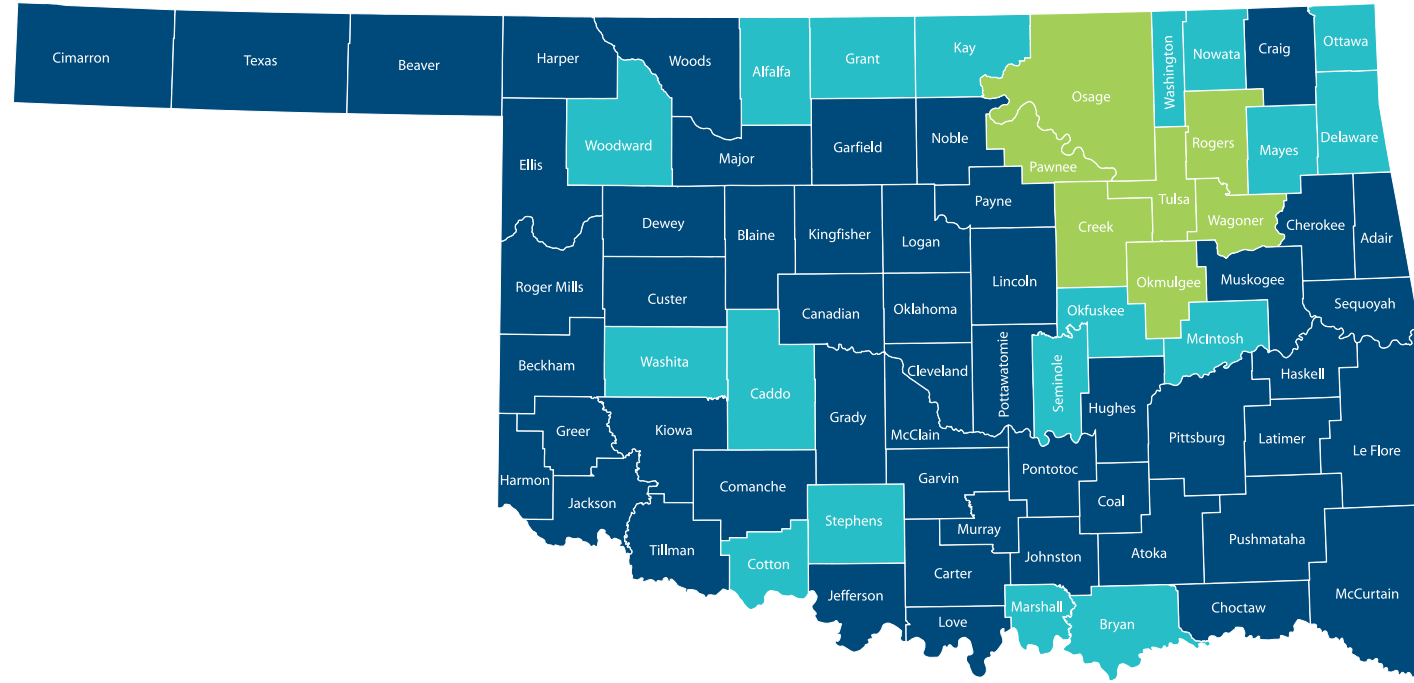 Cimarron
Texas
Beaver
Harper
Woods
Alfalfa
Grant
Kay
Osage
Washington
Nowata
Craig
Ottawa
Ellis
Woodward
Major
Garfield
Noble
Pawnee
Rogers
Mayes
Delaware
Dewey
Blaine
Kingfisher
Logan
Payne
Creek
Tulsa
Wagoner
Cherokee
Adair
Roger Mills
Custer
Canadian
Oklahoma
Lincoln
Okfuskee
Okmulgee
Muskogee
Sequoyah
Beckham
Washita
Caddo
Grady
Cleveland
Pottawatomie
Seminole
Hughes
McIntosh
Haskell
Greer
Kiowa
McClain
Pittsburg
Latimer
Le Flore
Harmon
Jackson
Comanche
Stephens
Garvin
Pontotoc
Coal
Tillman
Cotton
Murray
Johnston
Atoka
Pushmataha
Jefferson
Carter
Love
Marshall
Bryan
Choctaw
McCurtain